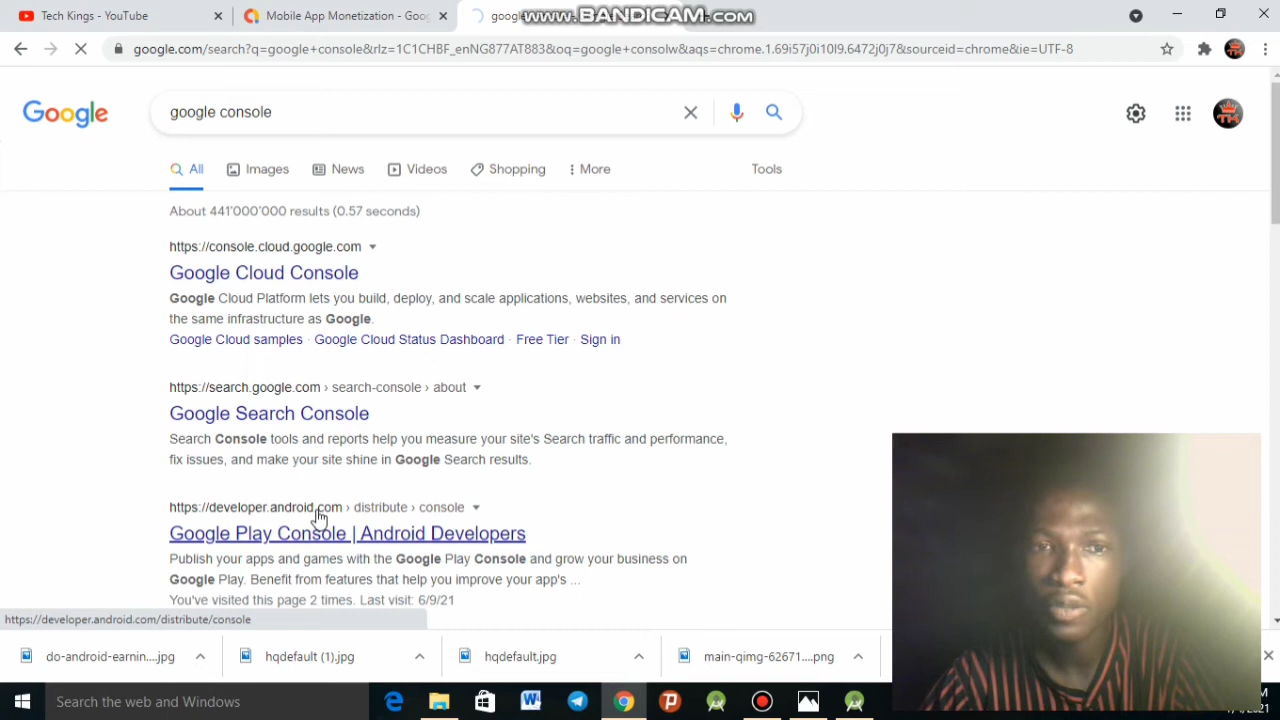 Tech Kings - YouTube
Mobile App Monetization - Goog
goog
www.BANDICAM.com
google.com/search?q=google+console&rlz=1C1CHBF_enNG877AT883&oq=google+consolw&aqs=chrome.1.69i57j0i10l9.6472j0j7&sourceid=chrome&ie=UTF-8
Google
google console
All
Images
News
Videos
Shopping
More
Tools
About 441'000'000 results (0.57 seconds)
https://console.cloud.google.com
Google Cloud Console
Google Cloud Platform lets you build, deploy, and scale applications, websites, and services on
the same infrastructure as Google.
Google Cloud samples · Google Cloud Status Dashboard · Free Tier · Sign in
https://search.google.com › search-console › about
Google Search Console
Search Console tools and reports help you measure your site's Search traffic and performance,
fix issues, and make your site shine in Google Search results.
https://developer.android.com › distribute › console
Google Play Console | Android Developers
Publish your apps and games with the Google Play Console and grow your business on
Google Play. Benefit from features that help you improve your app's ...
You've visited this page 2 times. Last visit: 6/9/21
https://developer.android.com/distribute/console
do-android-earnin....jpg
hqdefault (1).jpg
hqdefault.jpg
main-qimg-62671....png
Search the web and Windows